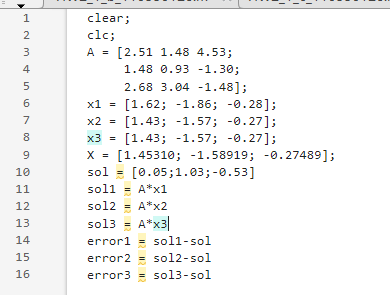 1 clear;
2 clc;
3 A = [2.51 1.48 4.53;
4 1.48 0.93 -1.30;
5 2.68 3.04 -1.48];
6 x1 = [1.62; -1.86; -0.28];
7 x2 = [1.43; -1.57; -0.27];
8 x3 = [1.43; -1.57; -0.27];
9 X = [1.45310; -1.58919; -0.27489];
10 sol = [0.05;1.03;-0.53]
11 sol1 = A*x1
12 sol2 = A*x2
13 sol3 = A*x3
14 error1 = sol1-sol
15 error2 = sol2-sol
16 error3 = sol3-sol